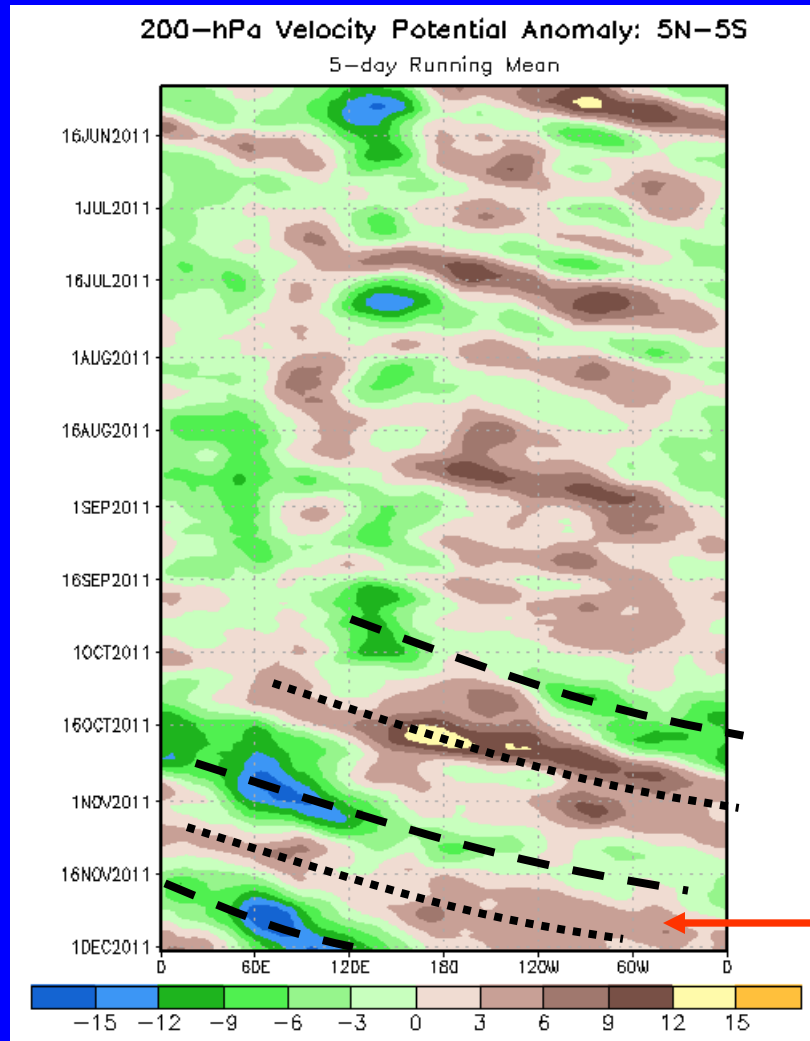 200-hPa Velocity Potential Anomaly: 5N-5S
5-day Running Mean
16JUN2011
1JUL2011
16JUL2011
1AUG2011
16AUG2011
1SEP2011
16SEP2011
1OCT2011
16OCT2011
1NOV2011
16NOV2011
1DEC2011
0 60E 120E 180 120W 60W 0
-15 -12 -9 -6 -3 0 3 6 9 12 15